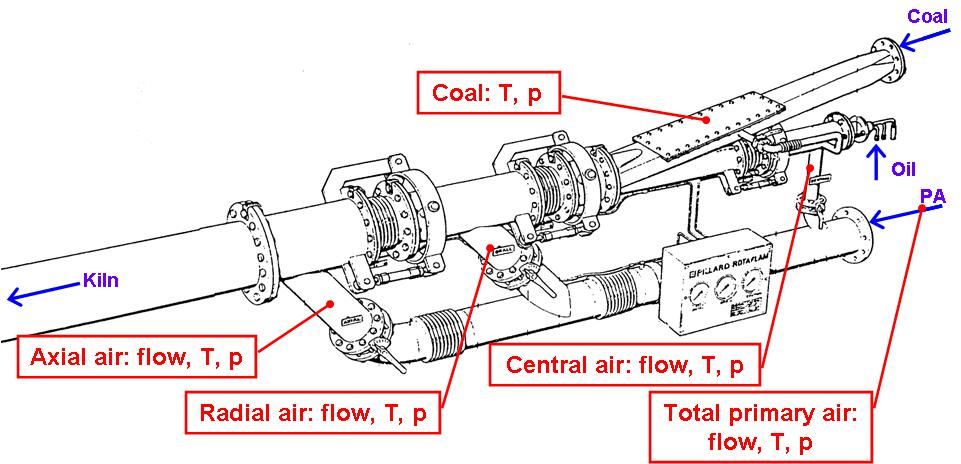 Coal
Coal: T, p
Oil
PA
PILLARD ROTAFLAM
Kiln
AXIAL
Axial air: flow, T, p
Central air: flow, T, p
Radial air: flow, T, p
Total primary air:
flow, T, p